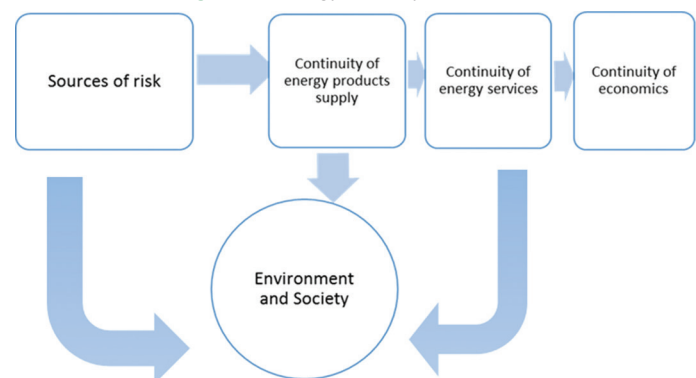 Sources of risk
Continuity of
energy products
supply
Continuity of
energy services
Continuity of
economics
Environment
and Society